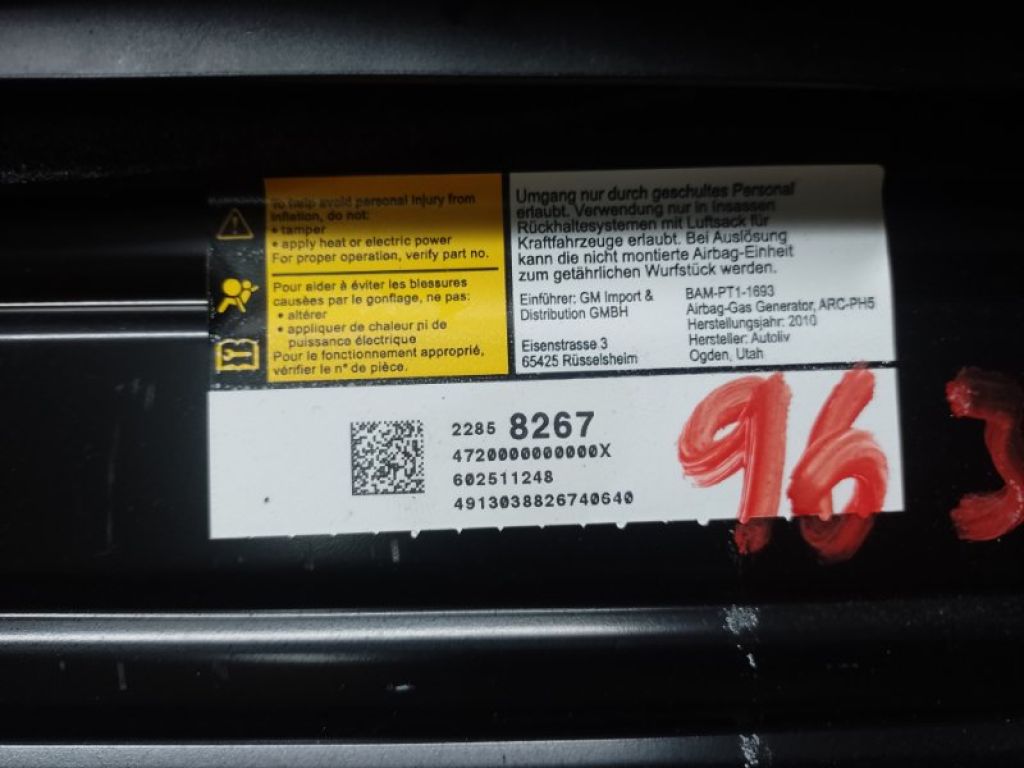 To help avoid personal injury from
inflation, do not:
• tamper
• apply heat or electric power
For proper operation, verify part no.
Pour aider à éviter les blessures
causées par le gonflage, ne pas:
• altérer
• appliquer de chaleur ni de
puissance électrique
Pour le fonctionnement approprié,
vérifier le n° de pièce.
Umgang nur durch geschultes Personal
erlaubt. Verwendung nur in Insassen
Rückhaltesystemen mit Luftsack für
Kraftfahrzeuge erlaubt. Bei Auslösung
kann die nicht montierte Airbag-Einheit
zum getährlichen Wurfstück werden.
Einführer: GM Import &
Distribution GMBH
Eisenstrasse 3
65425 Rüsselsheim
BAM-PT1-1693
Airbag-Gas Generator, ARC-PH5
Herstellungsjahr: 2010
Hersteller: Autoliv
Ogden, Utah
2285 8267
4720000000000X
602511248
4913038826740640
96